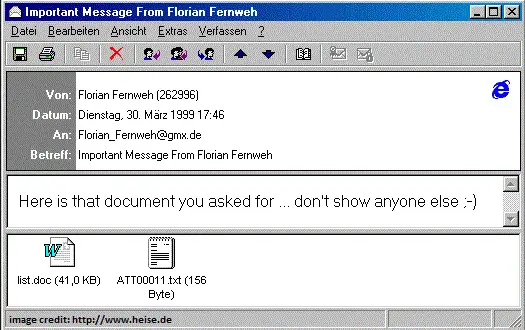 Important Message From Florian Fernweh
Datei Bearbeiten Ansicht Extras Verfassen ?
Von: Florian Fernweh (262996)
Datum: Dienstag, 30. März 1999 17:46
An: Florian_Fernweh@gmx.de
Betreff: Important Message From Florian Fernweh
Here is that document you asked for ... don't show anyone else ;-)
list.doc (41,0 KB) ATT00011.txt (156
Byte)
image credit: http://www.heise.de